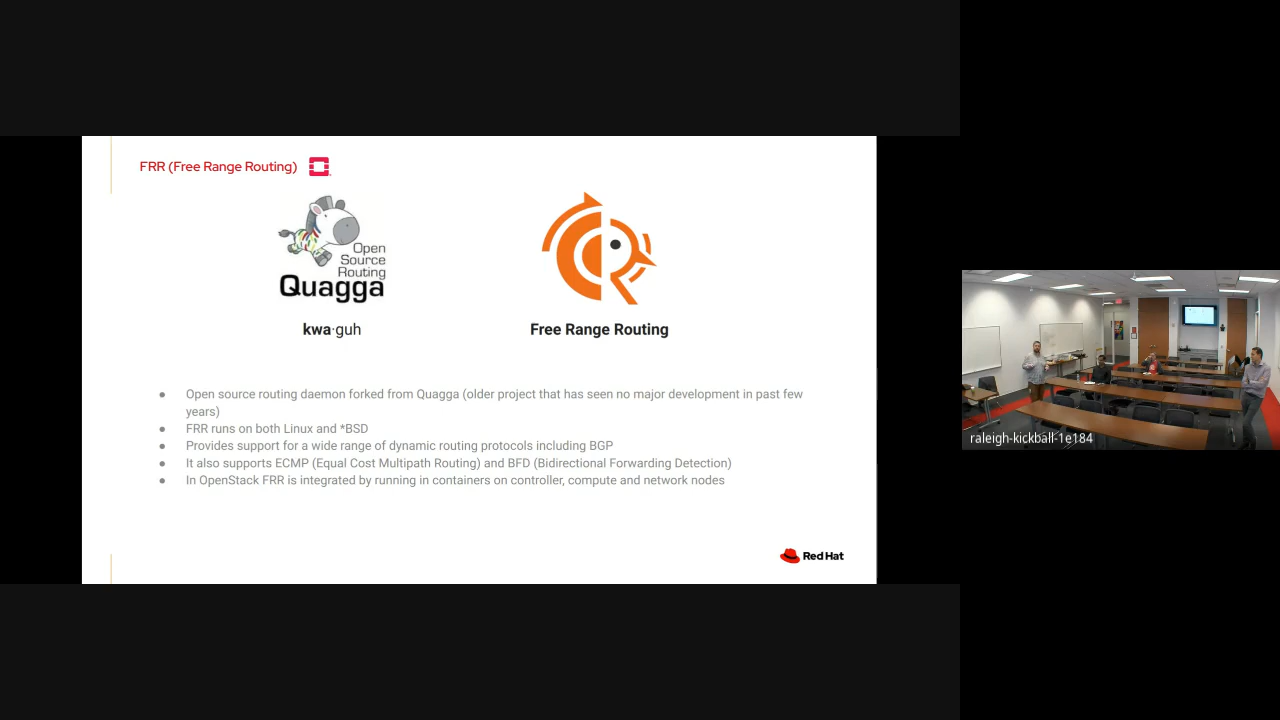 FRR (Free Range Routing)
Open
Source
Routing
Quagga
kwa·guh
Free Range Routing
● Open source routing daemon forked from Quagga (older project that has seen no major development in past few
years)
● FRR runs on both Linux and *BSD
● Provides support for a wide range of dynamic routing protocols including BGP
● It also supports ECMP (Equal Cost Multipath Routing) and BFD (Bidirectional Forwarding Detection)
● In OpenStack FRR is integrated by running in containers on controller, compute and network nodes
Red Hat
raleigh-kickball-1e184